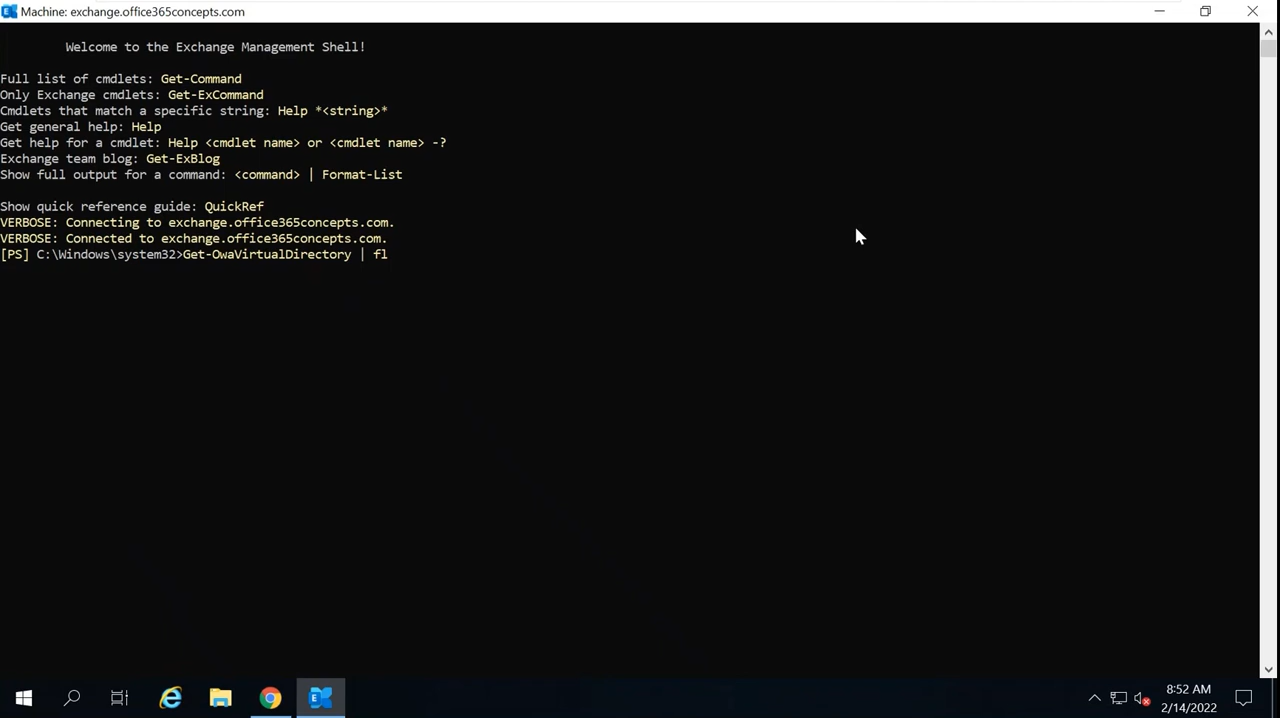 Machine: exchange.office365concepts.com
Welcome to the Exchange Management Shell!
Full list of cmdlets: Get-Command
Only Exchange cmdlets: Get-ExCommand
Cmdlets that match a specific string: Help *<string>*
Get general help: Help
Get help for a cmdlet: Help <cmdlet name> or <cmdlet name> -?
Exchange team blog: Get-ExBlog
Show full output for a command: <command> | Format-List
Show quick reference guide: QuickRef
VERBOSE: Connecting to exchange.office365concepts.com.
VERBOSE: Connected to exchange.office365concepts.com.
[PS] C:\Windows\system32>Get-OwaVirtualDirectory | fl
8:52 AM
2/14/2022